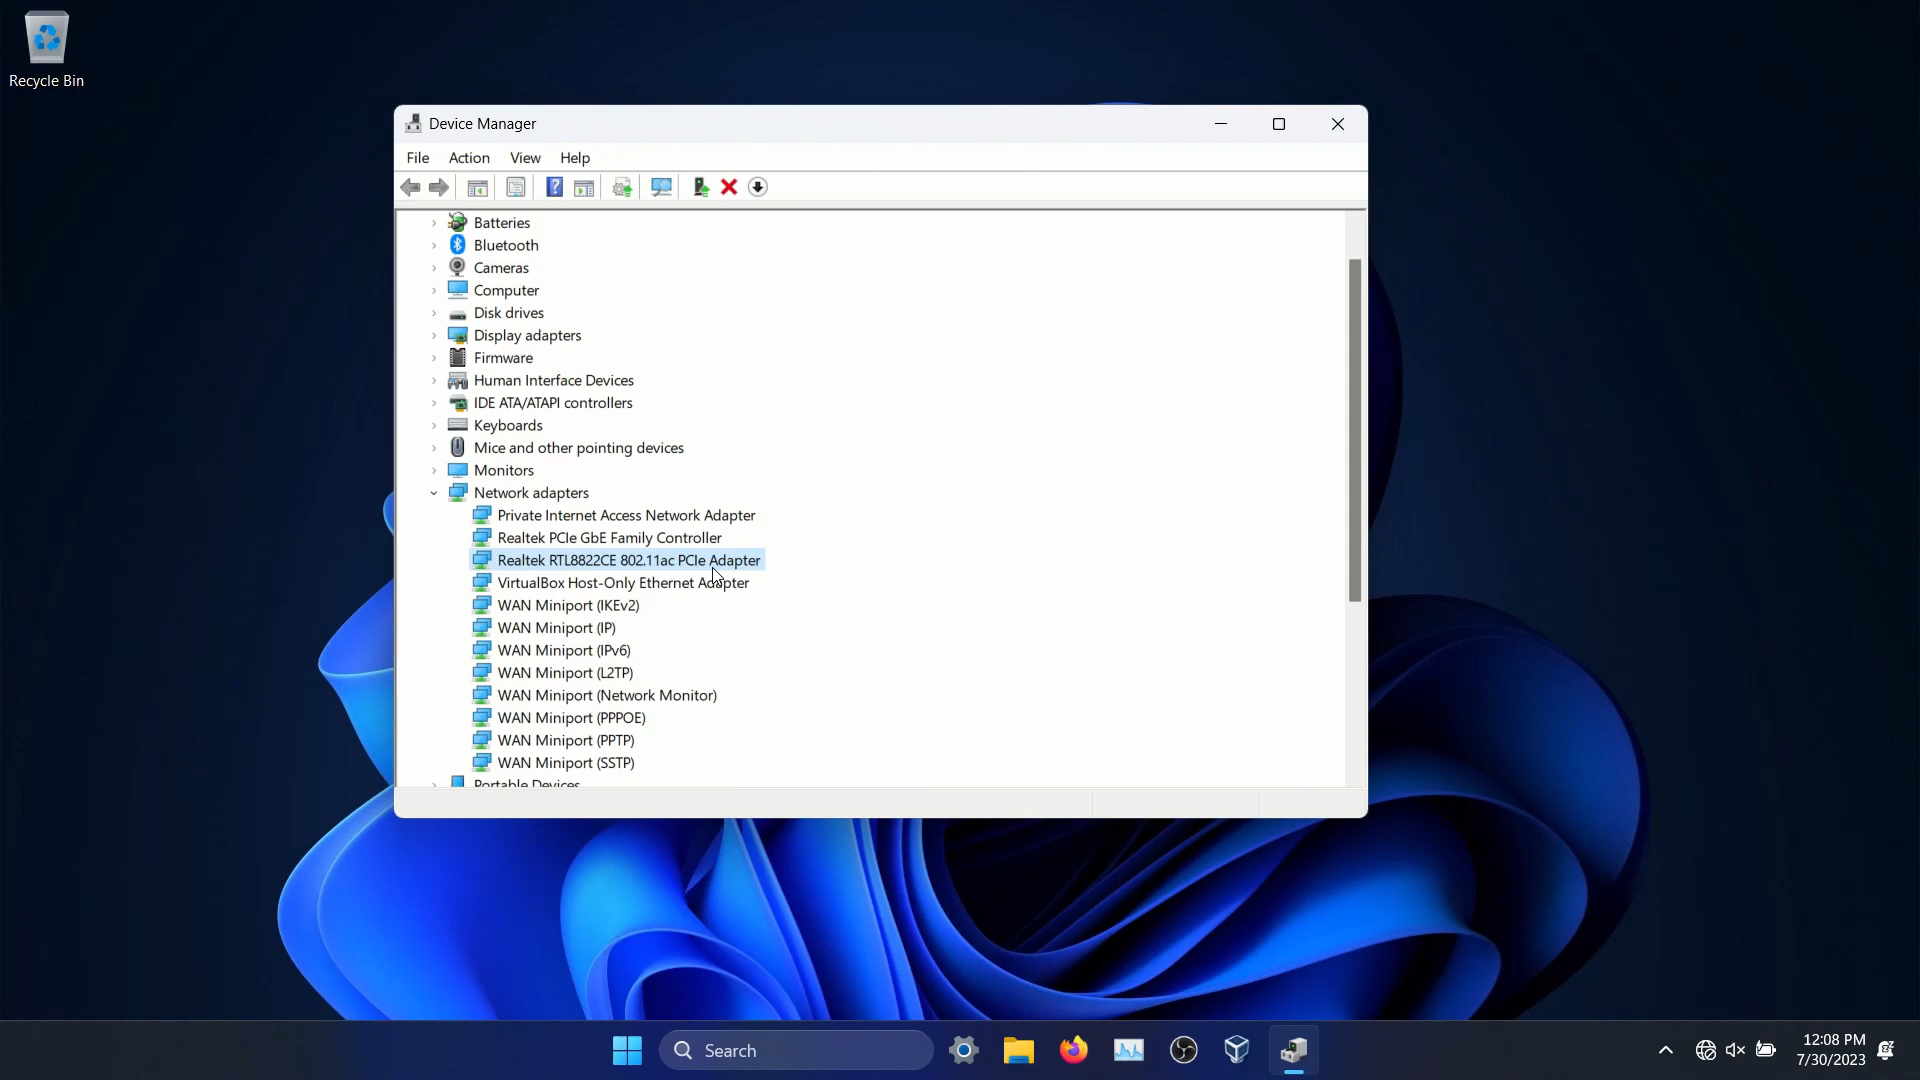 Recycle Bin
Device Manager
File Action View Help
Batteries
Bluetooth
Cameras
Computer
Disk drives
Display adapters
Firmware
Human Interface Devices
IDE ATA/ATAPI controllers
Keyboards
Mice and other pointing devices
Monitors
Network adapters
Private Internet Access Network Adapter
Realtek PCIe GbE Family Controller
Realtek RTL8822CE 802.11ac PCIe Adapter
VirtualBox Host-Only Ethernet Adapter
WAN Miniport (IKEv2)
WAN Miniport (IP)
WAN Miniport (IPv6)
WAN Miniport (L2TP)
WAN Miniport (Network Monitor)
WAN Miniport (PPPOE)
WAN Miniport (PPTP)
WAN Miniport (SSTP)
Portable Devices
Search
12:08 PM
7/30/2023